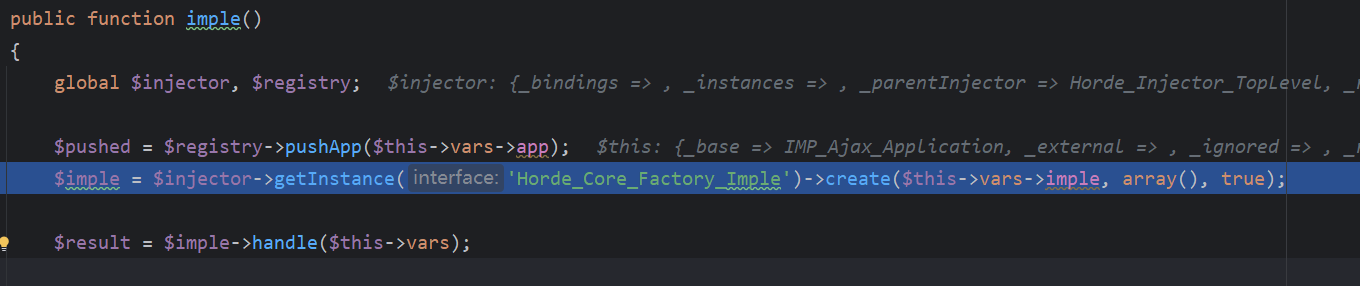 public function imple()
{
global $injector, $registry; $injector: {_bindings => , _instances => , _parentInjector => Horde_Injector_TopLevel,
$pushed = $registry->pushApp($this->vars->app); $this: {_base => IMP_Ajax_Application, _external => , _ignored => ,
$imple = $injector->getInstance( interface: 'Horde_Core_Factory_Imple')->create($this->vars->imple, array(), true);
$result = $imple->handle($this->vars);